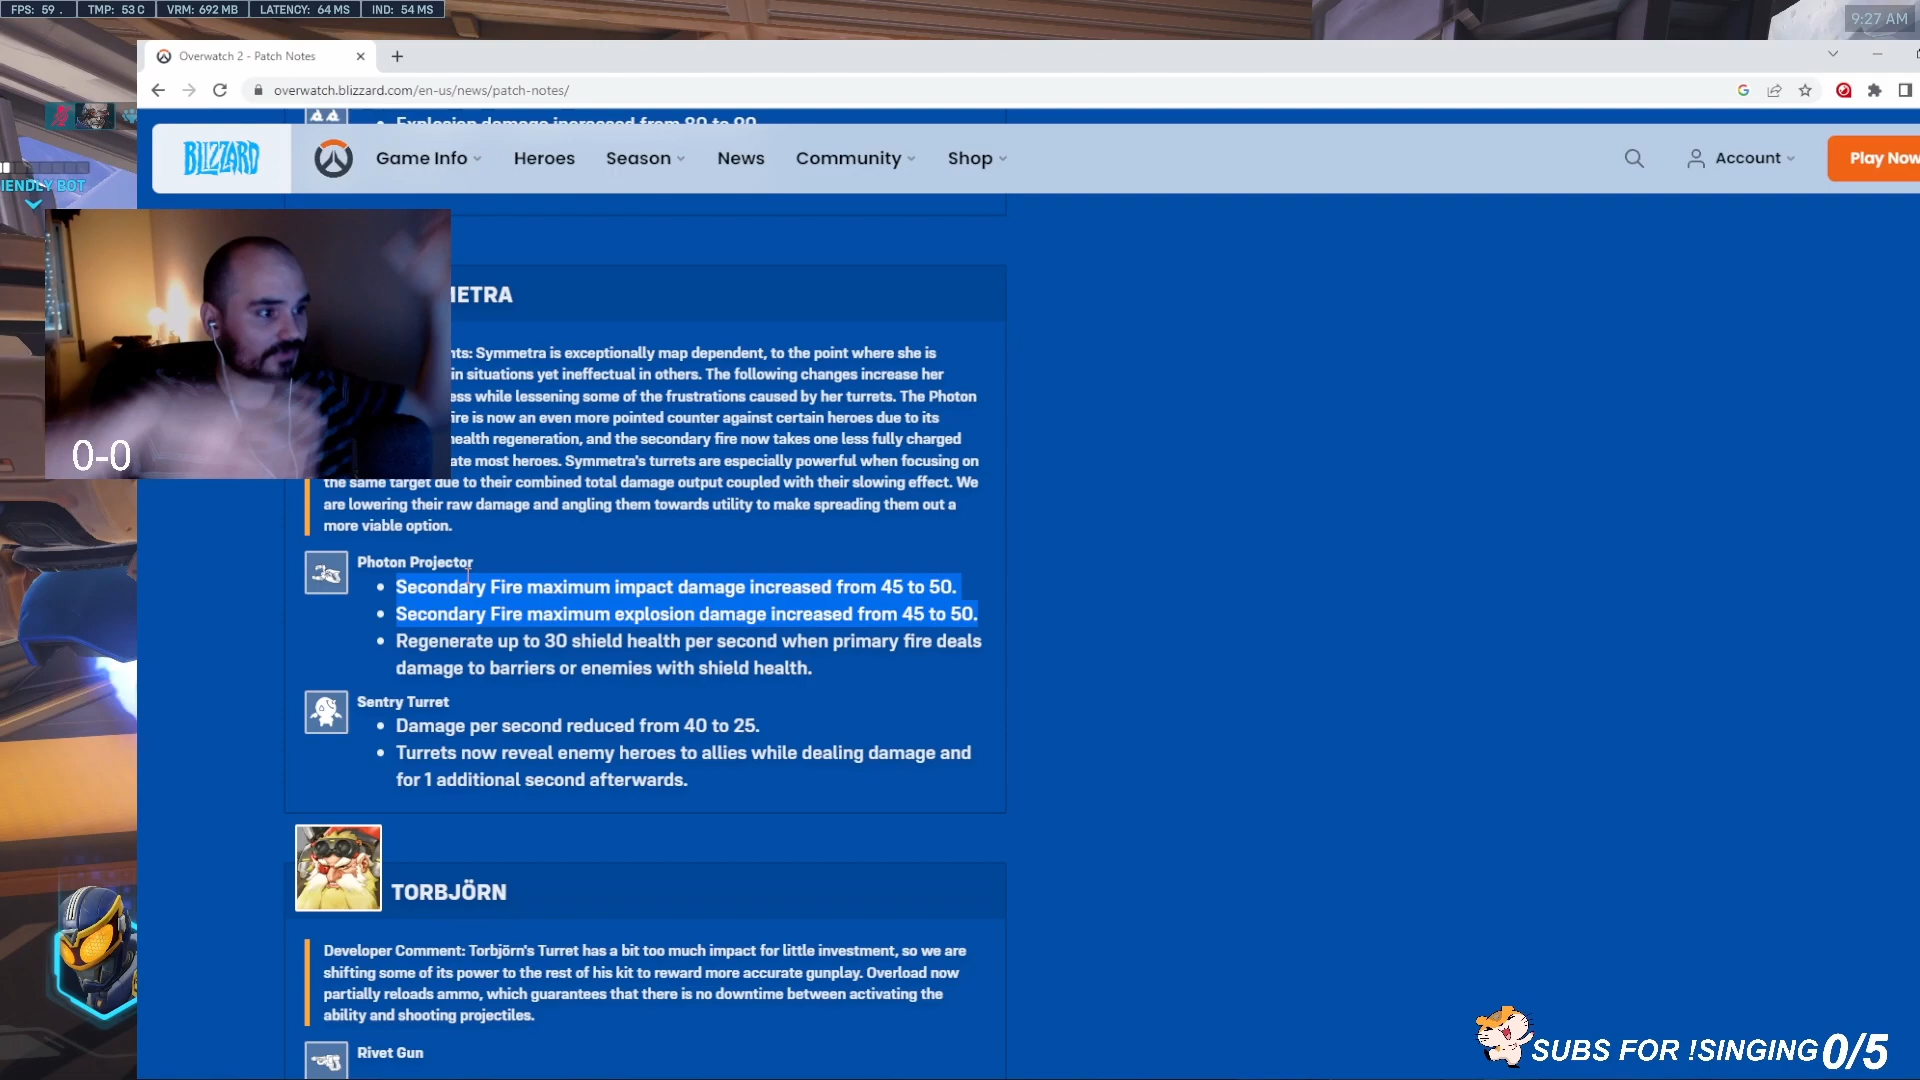 FPS: 59 . TMP: 53 C VRM: 692 MB LATENCY: 64 MS IND: 54 MS
9:27 AM
Overwatch 2 - Patch Notes
overwatch.blizzard.com/en-us/news/patch-notes/
Explosion damage increased from 80 to 90
BLIZZARD Game Info Heroes Season News Community Shop Account Play Now
IENDLY BOT
METRA
nts: Symmetra is exceptionally map dependent, to the point where she is
in situations yet ineffectual in others. The following changes increase her
ess while lessening some of the frustrations caused by her turrets. The Photon
ire is now an even more pointed counter against certain heroes due to its
health regeneration, and the secondary fire now takes one less fully charged
ate most heroes. Symmetra's turrets are especially powerful when focusing on
the same target due to their combined total damage output coupled with their slowing effect. We
are lowering their raw damage and angling them towards utility to make spreading them out a
more viable option.
0-0
Photon Projector
• Secondary Fire maximum impact damage increased from 45 to 50.
• Secondary Fire maximum explosion damage increased from 45 to 50.
• Regenerate up to 30 shield health per second when primary fire deals
damage to barriers or enemies with shield health.
Sentry Turret
• Damage per second reduced from 40 to 25.
• Turrets now reveal enemy heroes to allies while dealing damage and
for 1 additional second afterwards.
TORBJÖRN
Developer Comment: Torbjörn's Turret has a bit too much impact for little investment, so we are
shifting some of its power to the rest of his kit to reward more accurate gunplay. Overload now
partially reloads ammo, which guarantees that there is no downtime between activating the
ability and shooting projectiles.
Rivet Gun
SUBS FOR !SINGING 0/5